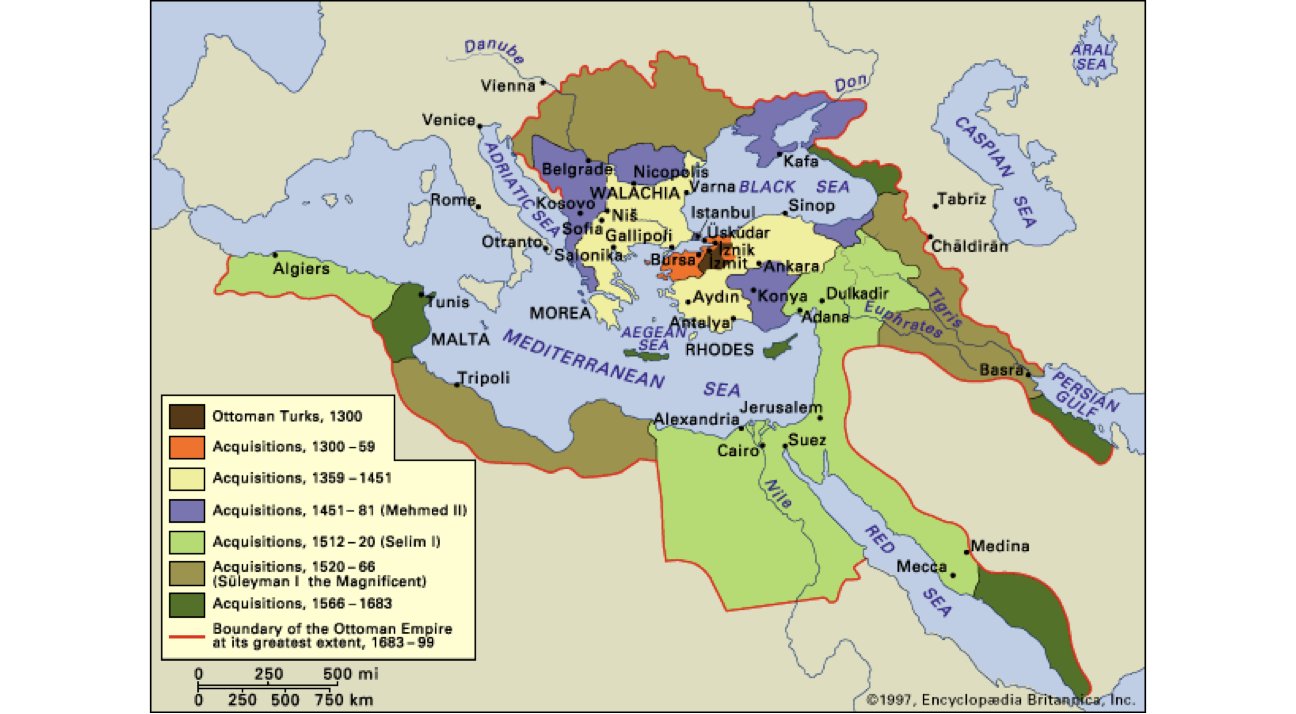 Danube
Vienna
Don
ARAL
SEA
Venice
CASPIAN
SEA
ADRIATIC SEA
Belgrade
Nicopolis
Kafa
WALACHIA
Varna
BLACK SEA
Rome
Kosovo
Niš
Istanbul
Sinop
Tabrīz
Sofia
Gallipoli
Üsküdar
Chāldirān
Otranto
Salonika
İznik
Bursa
İzmit
Ankara
Algiers
Tunis
Aydın
Konya
Dulkadir
Tigris
MOREA
Antalya
Adana
Euphrates
MALTA
AEGEAN
SEA
RHODES
MEDITERRANEAN SEA
Tripoli
Basra
PERSIAN
GULF
Alexandria
Jerusalem
Cairo
Suez
Nile
RED SEA
Medina
Mecca
Ottoman Turks, 1300
Acquisitions, 1300–59
Acquisitions, 1359–1451
Acquisitions, 1451–81 (Mehmed II)
Acquisitions, 1512–20 (Selim I)
Acquisitions, 1520–66
(Süleyman I the Magnificent)
Acquisitions, 1566–1683
Boundary of the Ottoman Empire
at its greatest extent, 1683–99
0 250 500 mi
0 250 500 750 km
©1997, Encyclopædia Britannica, Inc.